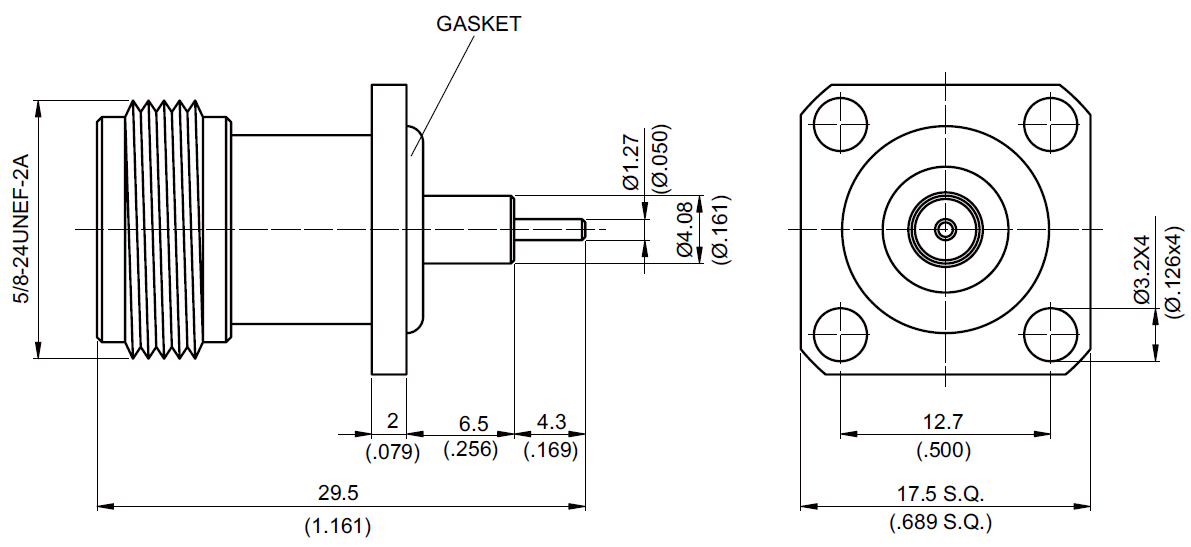 GASKET
5/8-24UNEF-2A
Ø1.27
(Ø.050)
Ø4.08
(Ø.161)
2
(.079)
6.5
(.256)
4.3
(.169)
29.5
(1.161)
Ø3.2X4
(Ø.126x4)
12.7
(.500)
17.5 S.Q.
(.689 S.Q.)